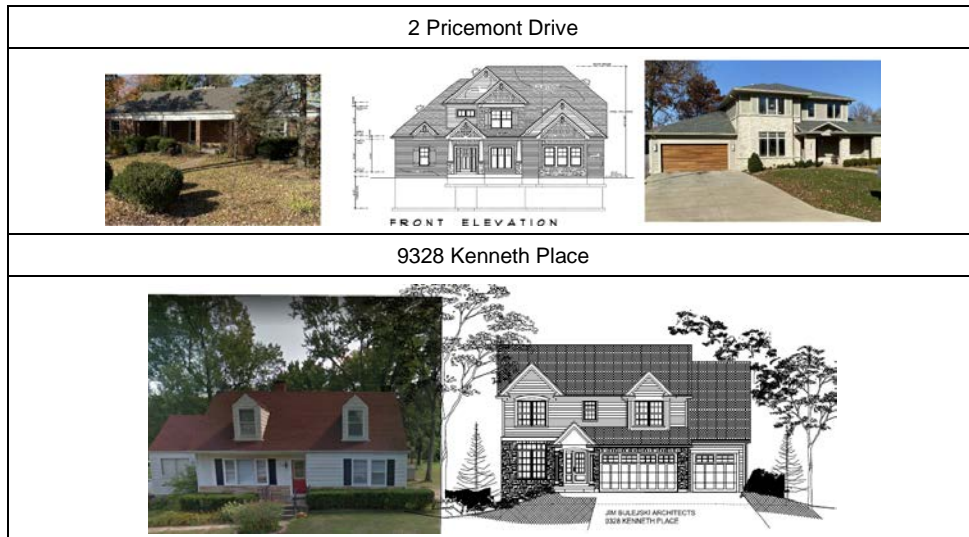 2 Pricemont Drive
FRONT ELEVATION
9328 Kenneth Place
JIM BULEJSKI ARCHITECTS
9328 KENNETH PLACE